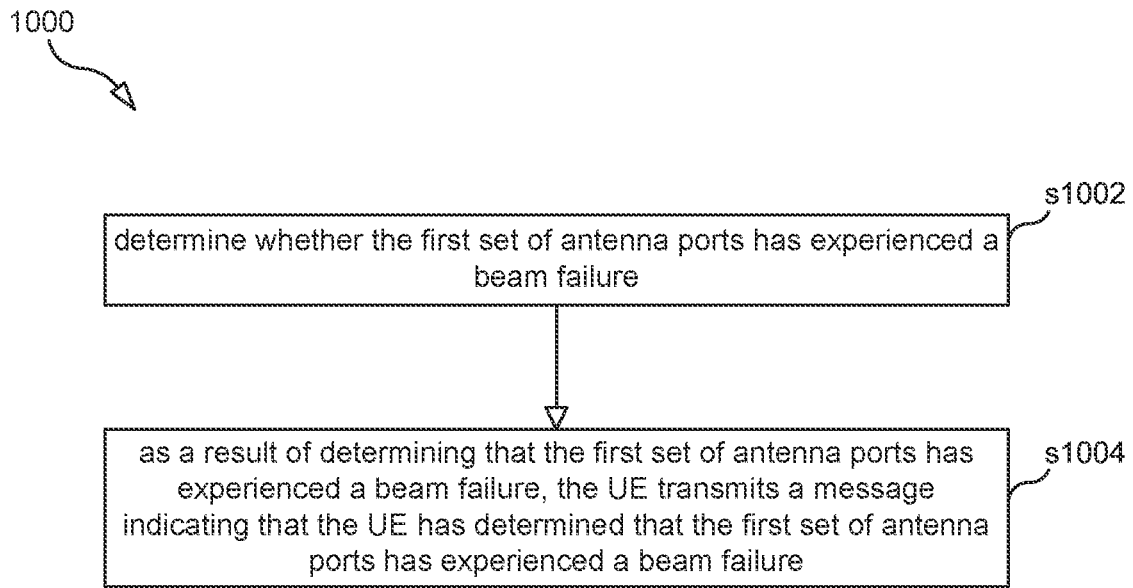 1000
s1002
determine whether the first set of antenna ports has experienced a
beam failure
s1004
as a result of determining that the first set of antenna ports has
experienced a beam failure, the UE transmits a message
indicating that the UE has determined that the first set of antenna
ports has experienced a beam failure